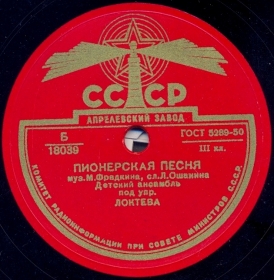 СССР
АПРЕЛЕВСКИЙ ЗАВОД
Б
18039
ГОСТ 5289-50
III кл.
ПИОНЕРСКАЯ ПЕСНЯ
муз.М.Фрадкина, сл.Л.Ошанина
Детский ансамбль
под упр.
ЛОКТЕВА
КОМИТЕТ РАДИОИНФОРМАЦИИ ПРИ СОВЕТЕ МИНИСТРОВ СССР